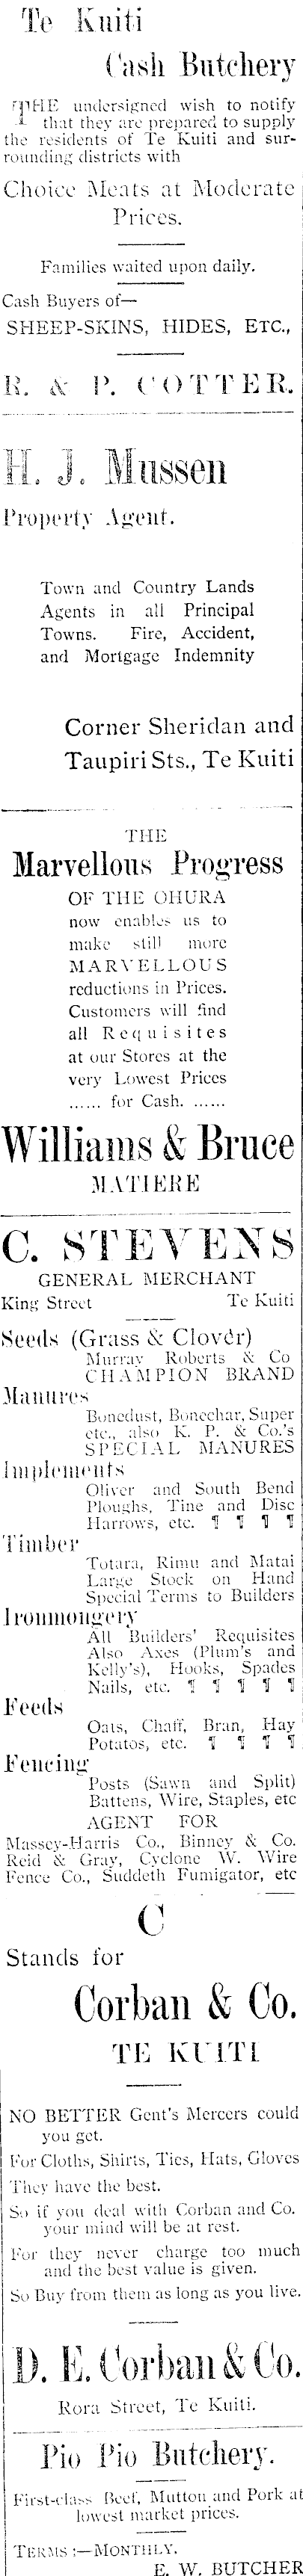 Te Kuiti
Cash Butchery
THE undersigned wish to notify
that they are prepared to supply
the residents of Te Kuiti and sur-
rounding districts with
Choice Meats at Moderate
Prices.
Families waited upon daily.
Cash Buyers of—
SHEEP-SKINS, HIDES, ETC.,
R. & P. COTTER.
H. J. Mussen
Property Agent.
Town and Country Lands
Agents in all Principal
Towns. Fire, Accident,
and Mortgage Indemnity
Corner Sheridan and
Taupiri Sts., Te Kuiti
THE
Marvellous Progress
OF THE OHURA
now enables us to
make still more
MARVELLOUS
reductions in Prices.
Customers will find
all Requisites
at our Stores at the
very Lowest Prices
...... for Cash. ......
Williams & Bruce
MATIERE
C. STEVENS
GENERAL MERCHANT
King Street Te Kuiti
Seeds (Grass & Clover)
Murray Roberts & Co
CHAMPION BRAND
Manures
Bonedust, Bonechar, Super
etc., also K. P. & Co.'s
SPECIAL MANURES
Implements
Oliver and South Bend
Ploughs, Tine and Disc
Harrows, etc. ¶ ¶ ¶ ¶
Timber
Totara, Rimu and Matai
Large Stock on Hand
Special Terms to Builders
Ironmongery
All Builders' Requisites
Also Axes (Plum's and
Kelly's), Hooks, Spades
Nails, etc. ¶ ¶ ¶ ¶ ¶
Feeds
Oats, Chaff, Bran, Hay
Potatos, etc. ¶ ¶ ¶ ¶
Fencing
Posts (Sawn and Split)
Battens, Wire, Staples, etc
AGENT FOR
Massey-Harris Co., Binney & Co.
Reid & Gray, Cyclone W. Wire
Fence Co., Suddeth Fumigator, etc
C
Stands for
Corban & Co.
TE KUITI
NO BETTER Gent's Mercers could
you get.
For Cloths, Shirts, Ties, Hats, Gloves
They have the best.
So if you deal with Corban and Co.
your mind will be at rest.
For they never charge too much
and the best value is given.
So Buy from them as long as you live.
D. E. Corban & Co.
Rora Street, Te Kuiti.
Pio Pio Butchery.
First-class Beef, Mutton and Pork at
lowest market prices.
TERMS :—MONTHLY.
E. W. BUTCHER